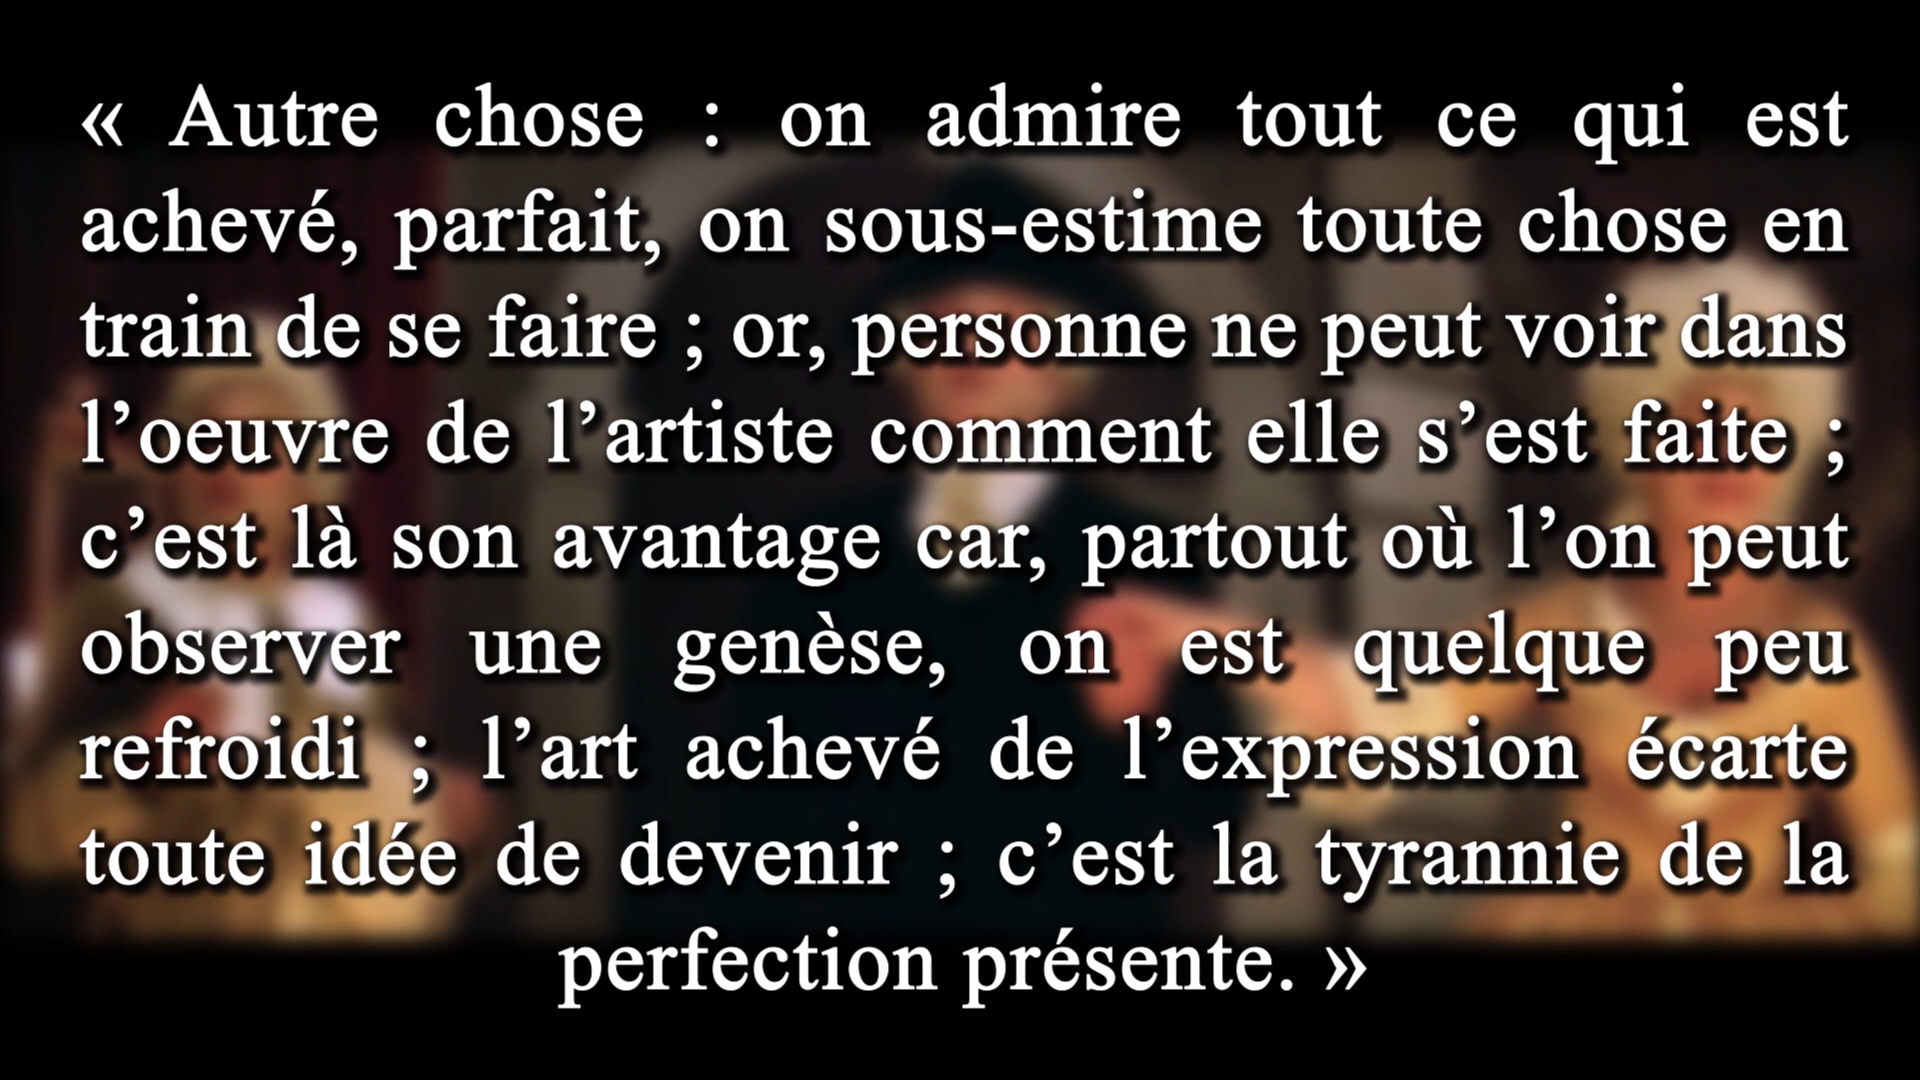 « Autre chose : on admire tout ce qui est
achevé, parfait, on sous-estime toute chose en
train de se faire ; or, personne ne peut voir dans
l’oeuvre de l’artiste comment elle s’est faite ;
c’est là son avantage car, partout où l’on peut
observer une genèse, on est quelque peu
refroidi ; l’art achevé de l’expression écarte
toute idée de devenir ; c’est la tyrannie de la
perfection présente. »